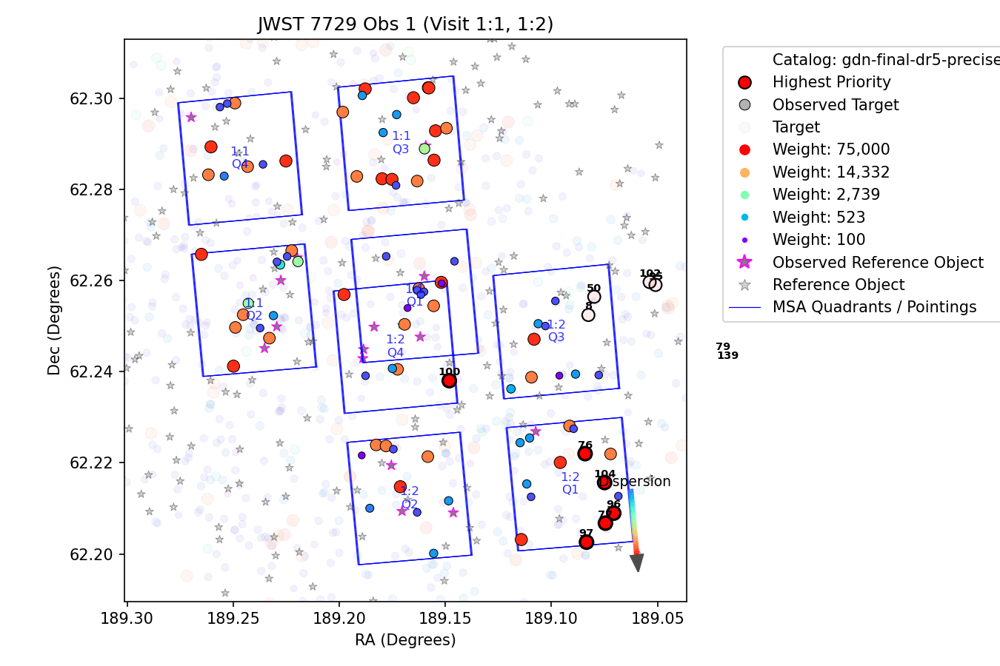 JWST 7729 Obs 1 (Visit 1:1, 1:2)
Catalog: gdn-final-dr5-precise
Highest Priority
Observed Target
Target
Weight: 75,000
Weight: 14,332
Weight: 2,739
Weight: 523
Weight: 100
Observed Reference Object
Reference Object
MSA Quadrants / Pointings
62.30
62.28
62.26
62.24
62.22
62.20
Dec (Degrees)
1:1
Q4
1:1
Q3
1:1
Q2
Q1
1:2
Q4
1:2
Q3
1:2
Q2
1:2
Q1
102
50
8
100
79
139
76
104
spersion
96
97
189.30
189.25
189.20
189.15
189.10
189.05
RA (Degrees)